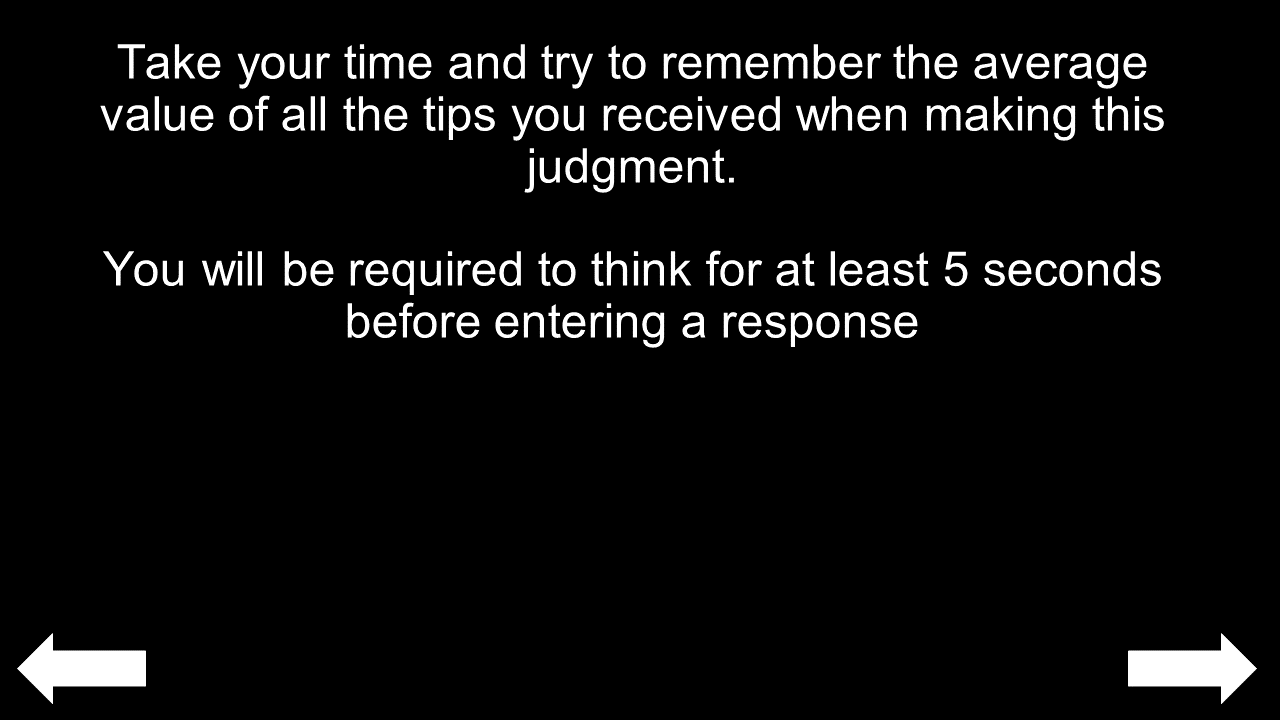 Take your time and try to remember the average
value of all the tips you received when making this
judgment.
You will be required to think for at least 5 seconds
before entering a response